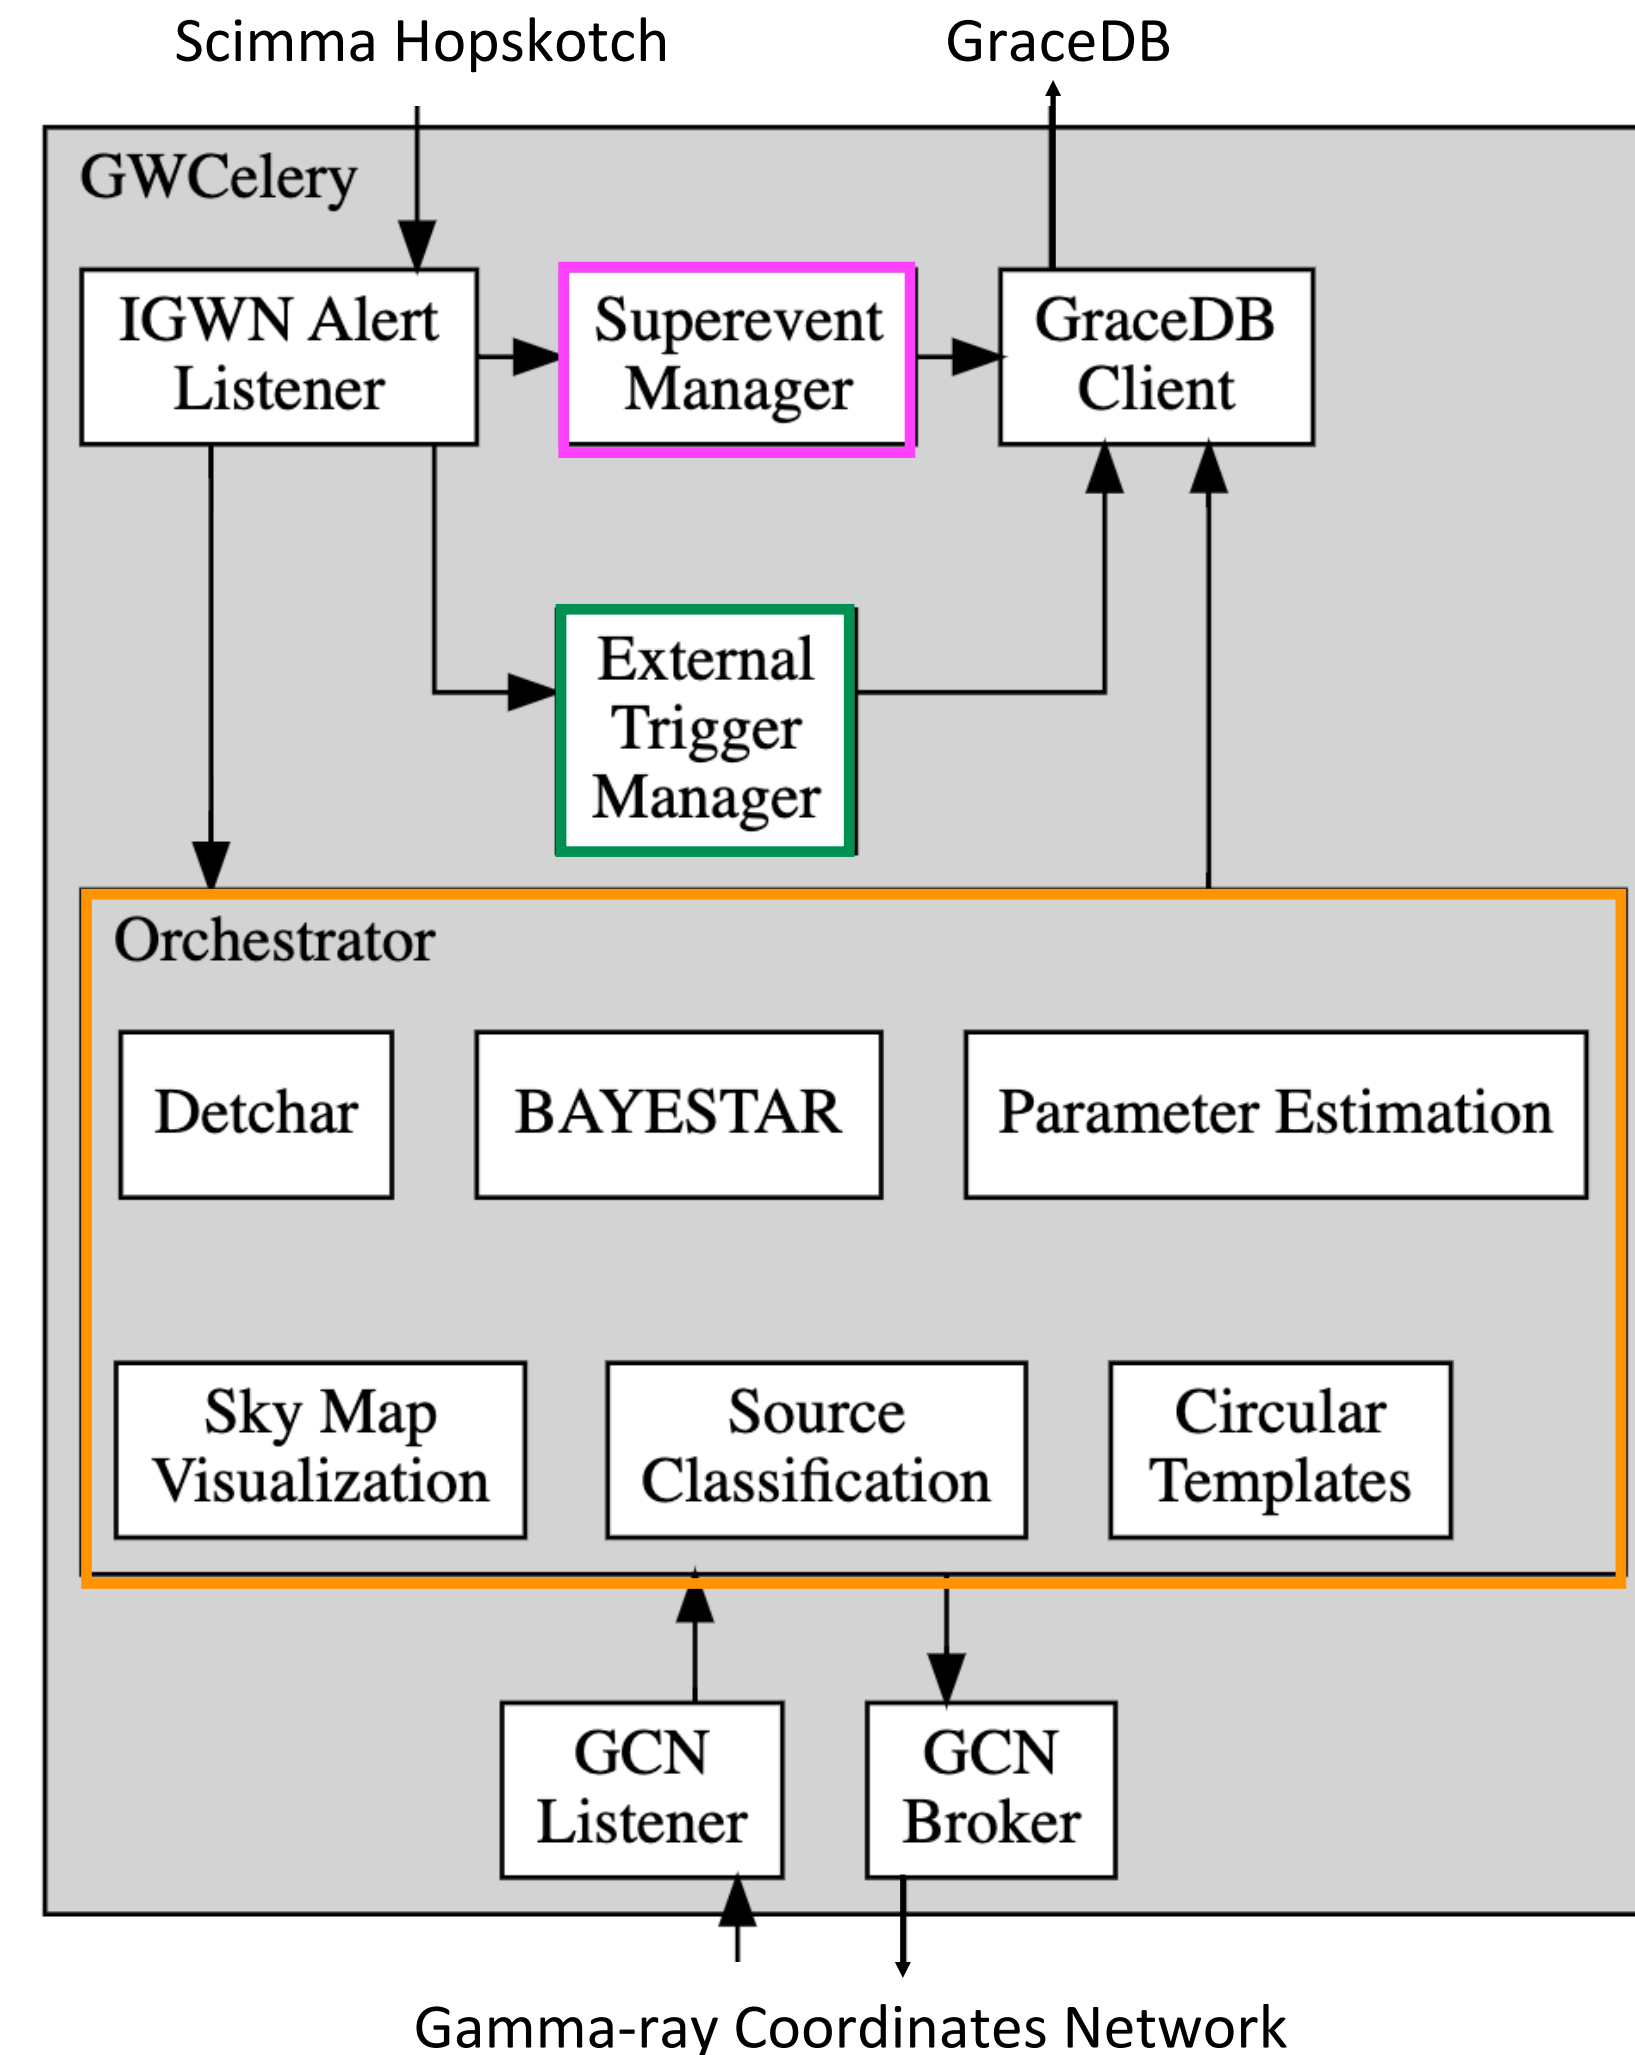 Scimma Hopskotch
GraceDB
GWCelery
IGWN Alert
Listener
Superevent
Manager
GraceDB
Client
External
Trigger
Manager
Orchestrator
Detchar
BAYESTAR
Parameter Estimation
Sky Map
Visualization
Source
Classification
Circular
Templates
GCN
Listener
GCN
Broker
Gamma-ray Coordinates Network